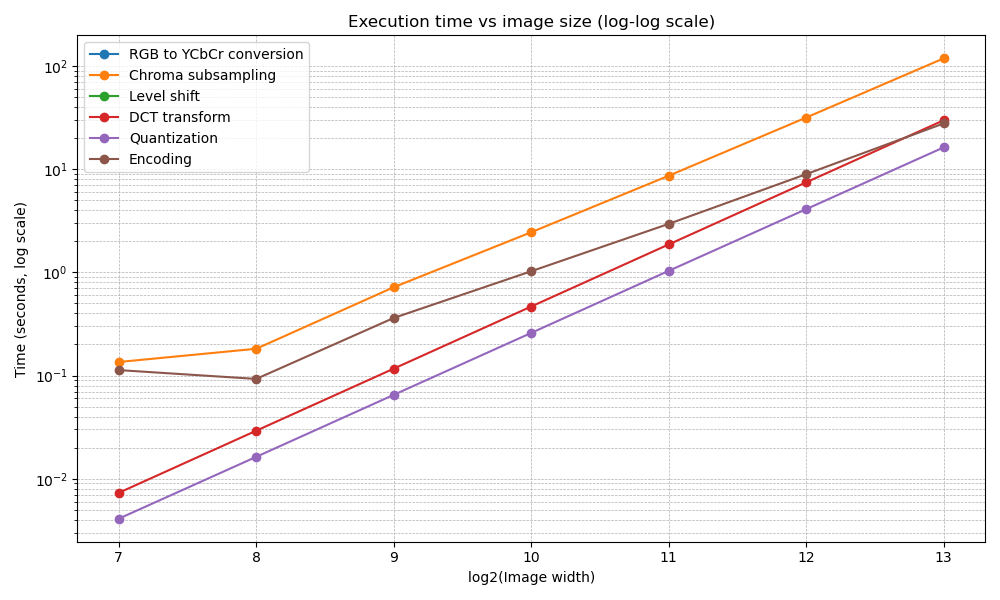 Execution time vs image size (log-log scale)
RGB to YCbCr conversion
Chroma subsampling
Level shift
DCT transform
Quantization
Encoding
Time (seconds, log scale)
10²
10¹
10⁰
10⁻¹
10⁻²
7 8 9 10 11 12 13
log2(Image width)